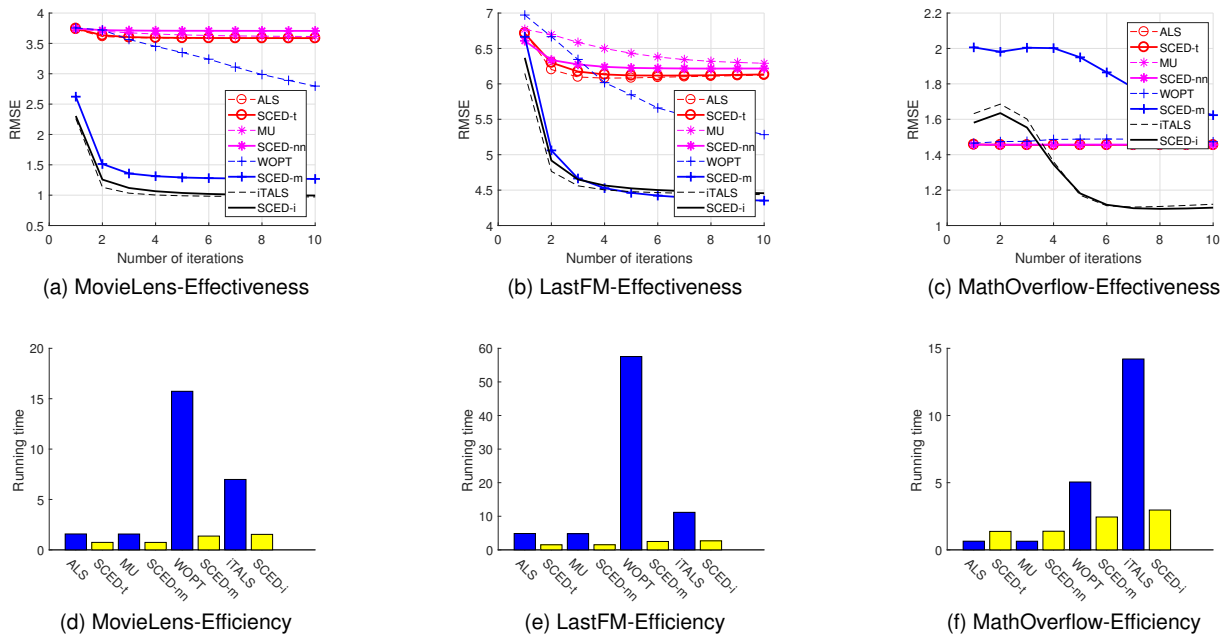 4.5
4
3.5
3
2.5
2
1.5
1
0.5
RMSE
0 2 4 6 8 10
Number of iterations
ALS
SCED-t
MU
SCED-nn
WOPT
SCED-m
iTALS
SCED-i
(a) MovieLens-Effectiveness
7.5
7
6.5
6
5.5
5
4.5
4
RMSE
0 2 4 6 8 10
Number of iterations
ALS
SCED-t
MU
SCED-nn
WOPT
SCED-m
iTALS
SCED-i
(b) LastFM-Effectiveness
2.2
2
1.8
1.6
1.4
1.2
1
RMSE
0 2 4 6 8 10
Number of iterations
ALS
SCED-t
MU
SCED-nn
WOPT
SCED-m
iTALS
SCED-i
(c) MathOverflow-Effectiveness
20
15
10
5
0
Running time
ALS
SCED-t
MU
SCED-nn
WOPT
SCED-m
iTALS
SCED-i
(d) MovieLens-Efficiency
60
50
40
30
20
10
0
Running time
ALS
SCED-t
MU
SCED-nn
WOPT
SCED-m
iTALS
SCED-i
(e) LastFM-Efficiency
15
10
5
0
Running time
ALS
SCED-t
MU
SCED-nn
WOPT
SCED-m
iTALS
SCED-i
(f) MathOverflow-Efficiency